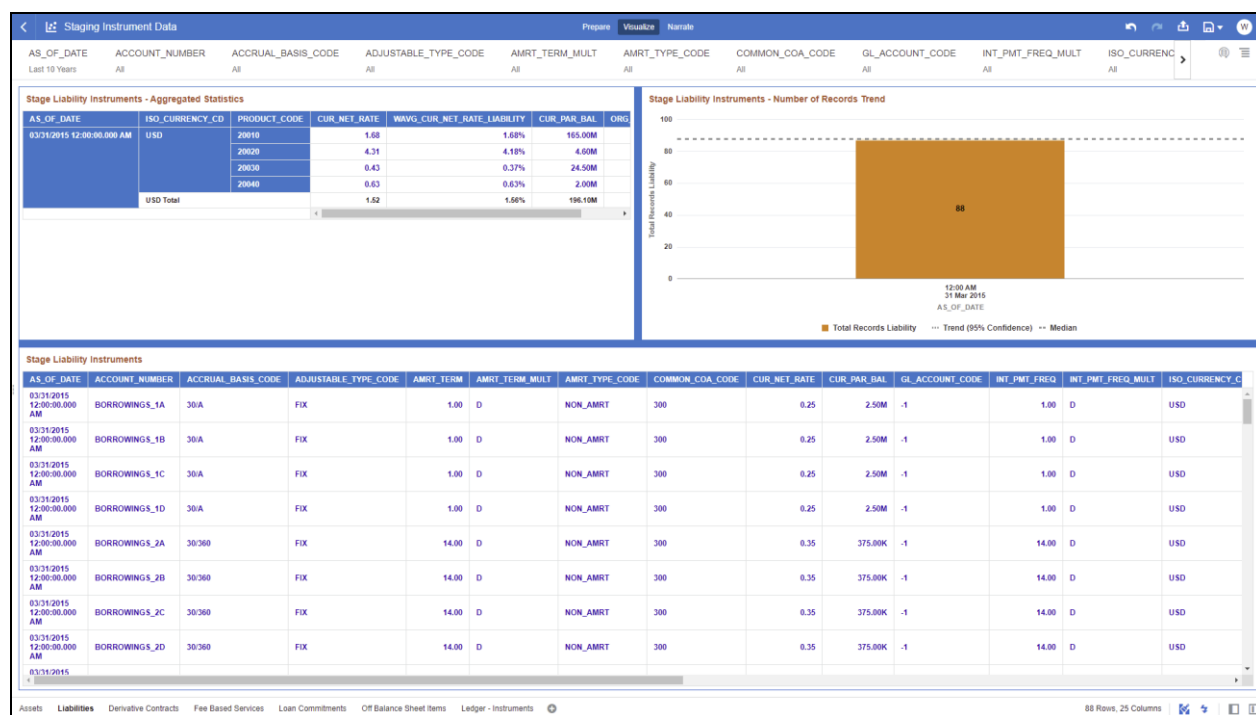 Staging Instrument Data
Prepare Visualize Narrate
W
AS_OF_DATE ACCOUNT_NUMBER ACCRUAL_BASIS_CODE ADJUSTABLE_TYPE_CODE AMRT_TERM_MULT AMRT_TYPE_CODE COMMON_COA_CODE GL_ACCOUNT_CODE INT_PMT_FREQ_MULT ISO_CURRENC
Last 10 Years All All All All All All All All All
Stage Liability Instruments - Aggregated Statistics
AS_OF_DATE ISO_CURRENCY_CD PRODUCT_CODE CUR_NET_RATE WAVG_CUR_NET_RATE_LIABILITY CUR_PAR_BAL ORG
03/31/2015 12:00:00.000 AM USD 20010 1.68 1.68% 165.00M
20020 4.31 4.18% 4.60M
20030 0.43 0.37% 24.50M
20040 0.63 0.63% 2.00M
USD Total 1.52 1.56% 196.10M
Stage Liability Instruments - Number of Records Trend
100
80
60
40
20
0
Total Records Liability
88
12:00 AM
31 Mar 2015
AS_OF_DATE
Total Records Liability Trend (95% Confidence) Median
Stage Liability Instruments
AS_OF_DATE ACCOUNT_NUMBER ACCRUAL_BASIS_CODE ADJUSTABLE_TYPE_CODE AMRT_TERM AMRT_TERM_MULT AMRT_TYPE_CODE COMMON_COA_CODE CUR_NET_RATE CUR_PAR_BAL GL_ACCOUNT_CODE INT_PMT_FREQ INT_PMT_FREQ_MULT ISO_CURRENCY_C
03/31/2015
12:00:00.000 BORROWINGS_1A 30/A FIX 1.00 D NON_AMRT 300 0.25 2.50M -1 1.00 D USD
AM
03/31/2015
12:00:00.000 BORROWINGS_1B 30/A FIX 1.00 D NON_AMRT 300 0.25 2.50M -1 1.00 D USD
AM
03/31/2015
12:00:00.000 BORROWINGS_1C 30/A FIX 1.00 D NON_AMRT 300 0.25 2.50M -1 1.00 D USD
AM
03/31/2015
12:00:00.000 BORROWINGS_1D 30/A FIX 1.00 D NON_AMRT 300 0.25 2.50M -1 1.00 D USD
AM
03/31/2015
12:00:00.000 BORROWINGS_2A 30/360 FIX 14.00 D NON_AMRT 300 0.35 375.00K -1 14.00 D USD
AM
03/31/2015
12:00:00.000 BORROWINGS_2B 30/360 FIX 14.00 D NON_AMRT 300 0.35 375.00K -1 14.00 D USD
AM
03/31/2015
12:00:00.000 BORROWINGS_2C 30/360 FIX 14.00 D NON_AMRT 300 0.35 375.00K -1 14.00 D USD
AM
03/31/2015
12:00:00.000 BORROWINGS_2D 30/360 FIX 14.00 D NON_AMRT 300 0.35 375.00K -1 14.00 D USD
AM
03/31/2015
Assets Liabilities Derivative Contracts Fee Based Services Loan Commitments Off Balance Sheet Items Ledger - Instruments
88 Rows, 25 Columns